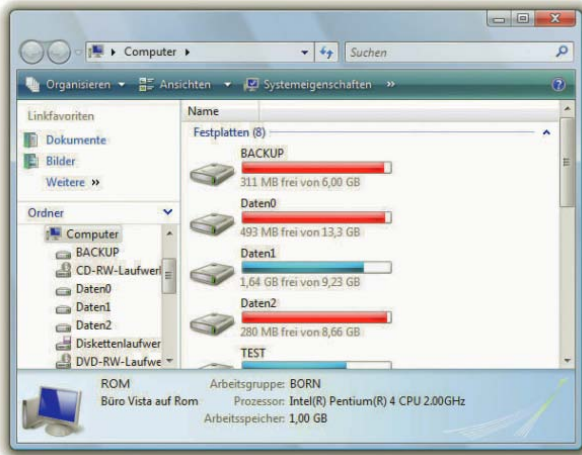 Computer
Suchen
Organisieren Ansichten Systemeigenschaften »
Linkfavoriten
Dokumente
Bilder
Weitere »
Ordner
Computer
BACKUP
CD-RW-Laufwerl
Daten0
Daten1
Daten2
Diskettenlaufwer
DVD-RW-Laufwe
Name
Festplatten (8)
BACKUP
311 MB frei von 6,00 GB
Daten0
493 MB frei von 13,3 GB
Daten1
1,64 GB frei von 9,23 GB
Daten2
280 MB frei von 8,66 GB
TEST
ROM Arbeitsgruppe: BORN
Büro Vista auf Rom Prozessor: Intel(R) Pentium(R) 4 CPU 2.00GHz
Arbeitsspeicher: 1,00 GB